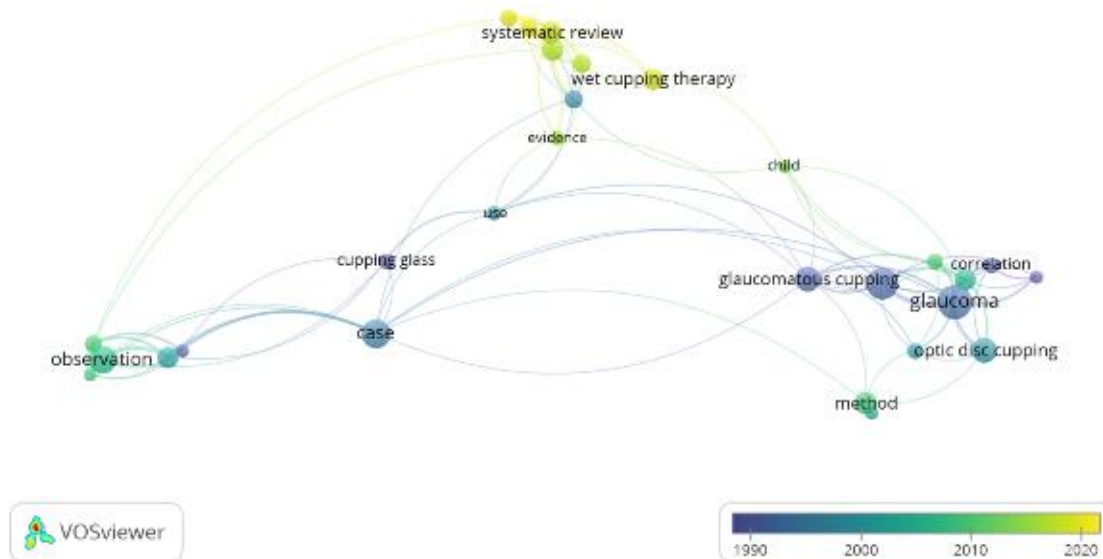 systematic review
wet cupping therapy
evidence
child
use
cupping glass
correlation
glaucomatous cupping
glaucoma
case
observation
optic disc cupping
method
VOSviewer
1990 2000 2010 2020